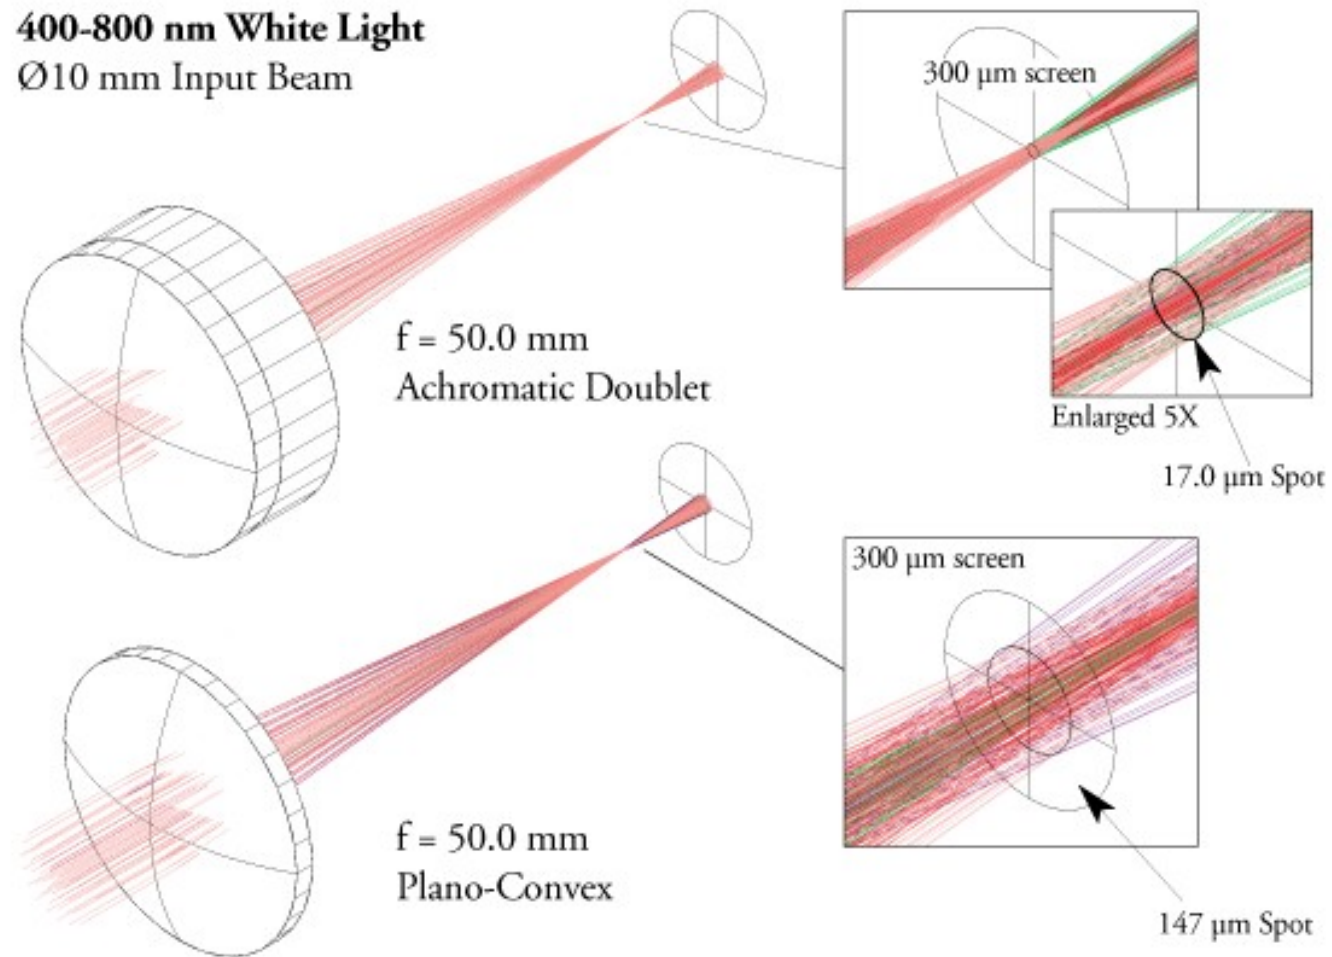 400-800 nm White Light
Ø10 mm Input Beam
300 µm screen
f = 50.0 mm
Achromatic Doublet
Enlarged 5X
17.0 µm Spot
300 µm screen
f = 50.0 mm
Plano-Convex
147 µm Spot